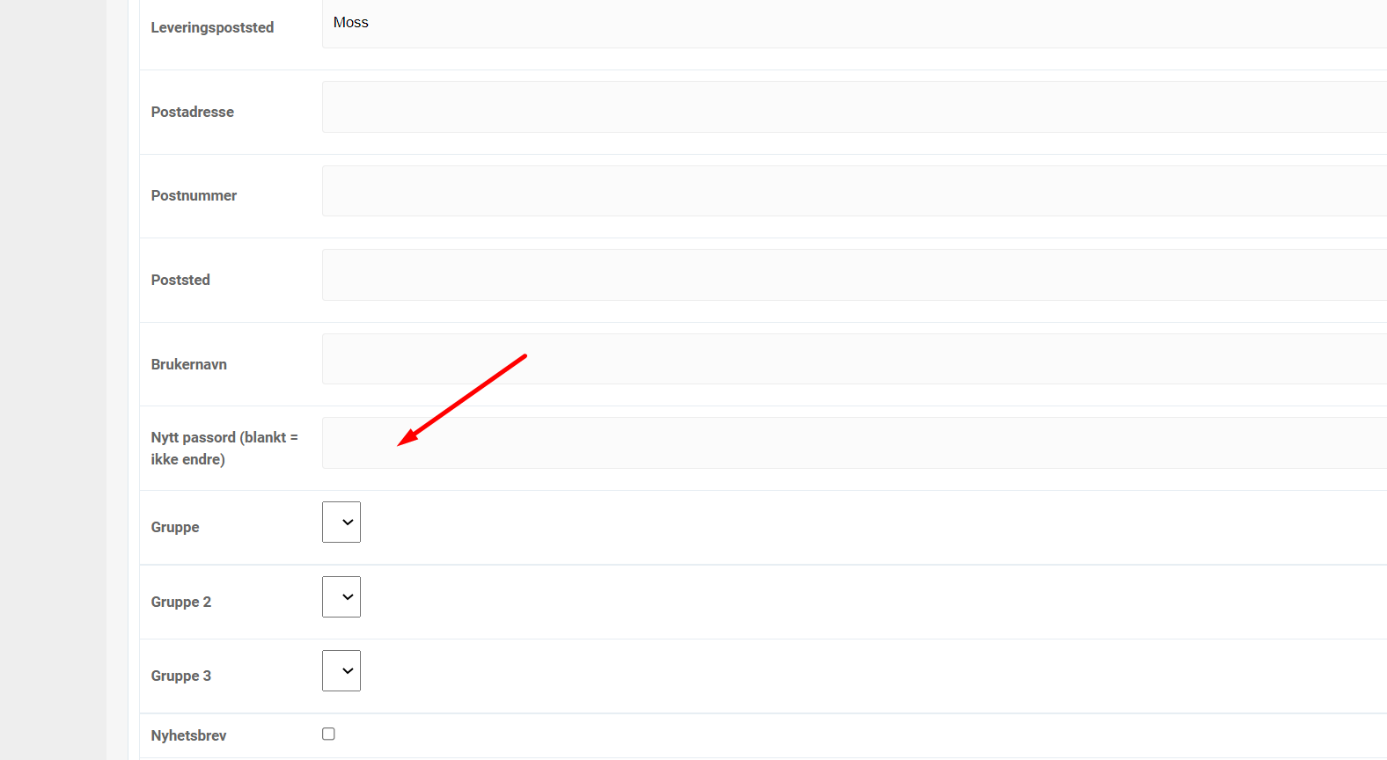 Leveringspoststed
Moss
Postadresse
Postnummer
Poststed
Brukernavn
Nytt passord (blankt =
ikke endre)
Gruppe
Gruppe 2
Gruppe 3
Nyhetsbrev